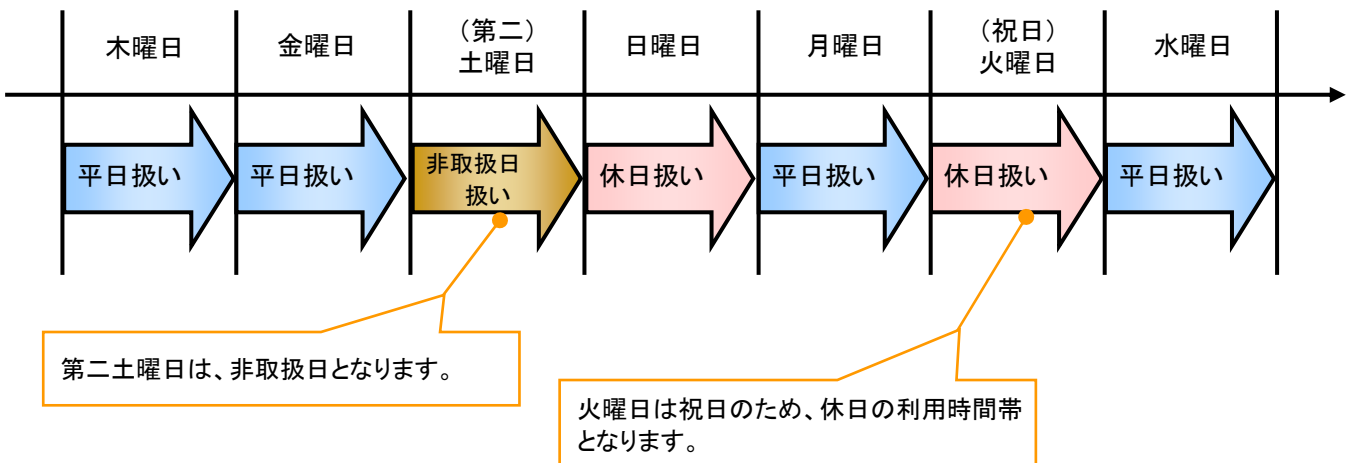 木曜日
金曜日
（第二）
土曜日
日曜日
月曜日
（祝日）
火曜日
水曜日
平日扱い
平日扱い
非取扱日
扱い
休日扱い
平日扱い
休日扱い
平日扱い
第二土曜日は、非取扱日となります。
火曜日は祝日のため、休日の利用時間帯
となります。